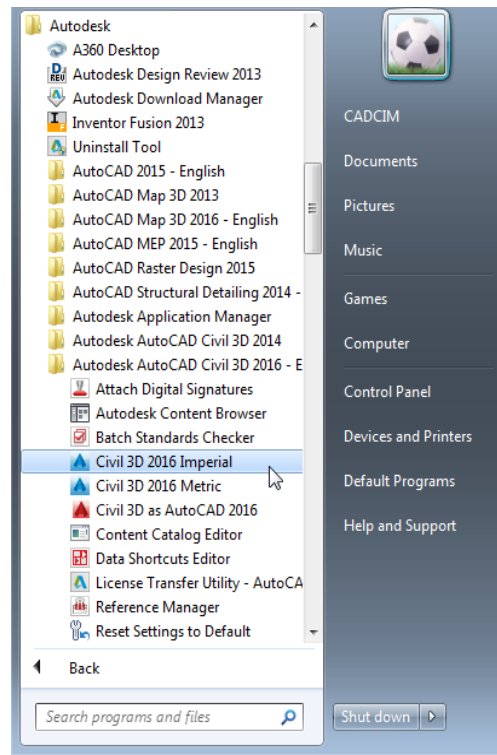 Autodesk
A360 Desktop
Autodesk Design Review 2013
Autodesk Download Manager
Inventor Fusion 2013
Uninstall Tool
AutoCAD 2015 - English
AutoCAD Map 3D 2013
AutoCAD Map 3D 2016 - English
AutoCAD MEP 2015 - English
AutoCAD Raster Design 2015
AutoCAD Structural Detailing 2014 -
Autodesk Application Manager
Autodesk AutoCAD Civil 3D 2014
Autodesk AutoCAD Civil 3D 2016 - E
Attach Digital Signatures
Autodesk Content Browser
Batch Standards Checker
Civil 3D 2016 Imperial
Civil 3D 2016 Metric
Civil 3D as AutoCAD 2016
Content Catalog Editor
Data Shortcuts Editor
License Transfer Utility - AutoCA
Reference Manager
Reset Settings to Default
Back
Search programs and files
CADCIM
Documents
Pictures
Music
Games
Computer
Control Panel
Devices and Printers
Default Programs
Help and Support
Shut down